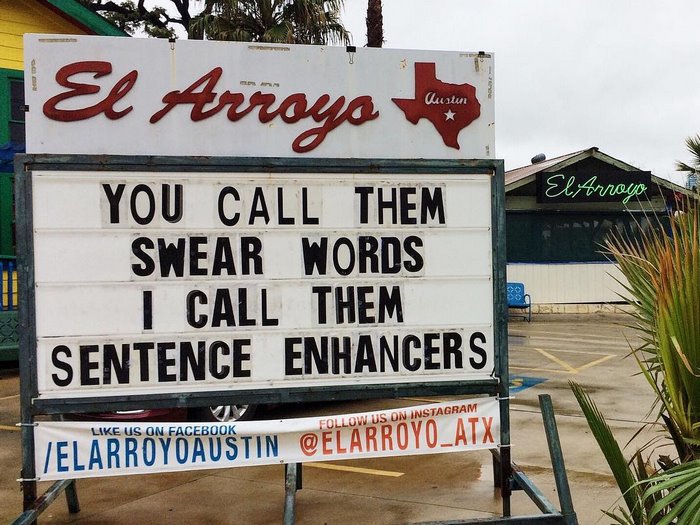 El Arroyo
Austin
El Arroyo
YOU CALL THEM
SWEAR WORDS
I CALL THEM
SENTENCE ENHANCERS
LIKE US ON FACEBOOK
/ELARROYOAUSTIN
FOLLOW US ON INSTAGRAM
@ELARROYO_ATX